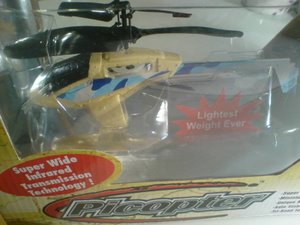 Lightest
Weight Ever
Super Wide
Infrared
Transmission
Technology !
Picopter